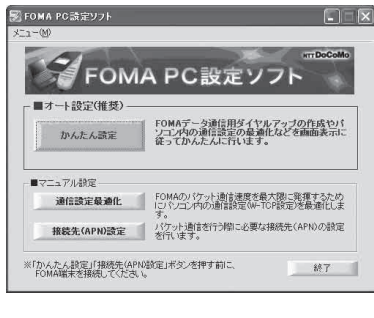 FOMA PC設定ソフト
メニュー(M)
NTT DoCoMo
FOMA PC設定ソフト
■オート設定(推奨)
かんたん設定
FOMAデータ通信用ダイヤルアップの作成やパ
ソコン内の通信設定の最適化などを画面表示に
従ってかんたんに行います。
■マニュアル設定
通信設定最適化
FOMAのパケット通信速度を最大限に発揮するため
にパソコン内の通信設定(W-TCP設定)を最適化しま
す。
接続先(APN)設定
パケット通信を行う際に必要な接続先(APN)の設定
を行います。
※「かんたん設定」「接続先(APN)設定」ボタンを押す前に、
FOMA端末を接続してください。
終了